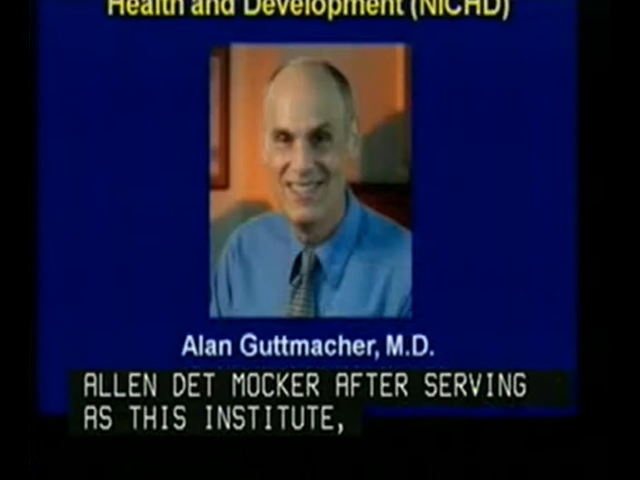 Health and Development (NICHD)
Alan Guttmacher, M.D.
ALLEN DET MOCKER AFTER SERVING
AS THIS INSTITUTE,